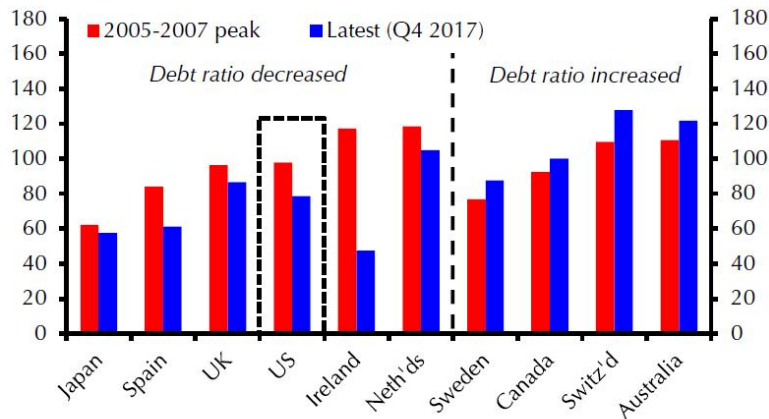 2005-2007 peak
Latest (Q4 2017)
Debt ratio decreased
Debt ratio increased
180
160
140
120
100
80
60
40
20
0
180
160
140
120
100
80
60
40
20
0
Japan
Spain
UK
US
Ireland
Neth'ds
Sweden
Canada
Switz'd
Australia